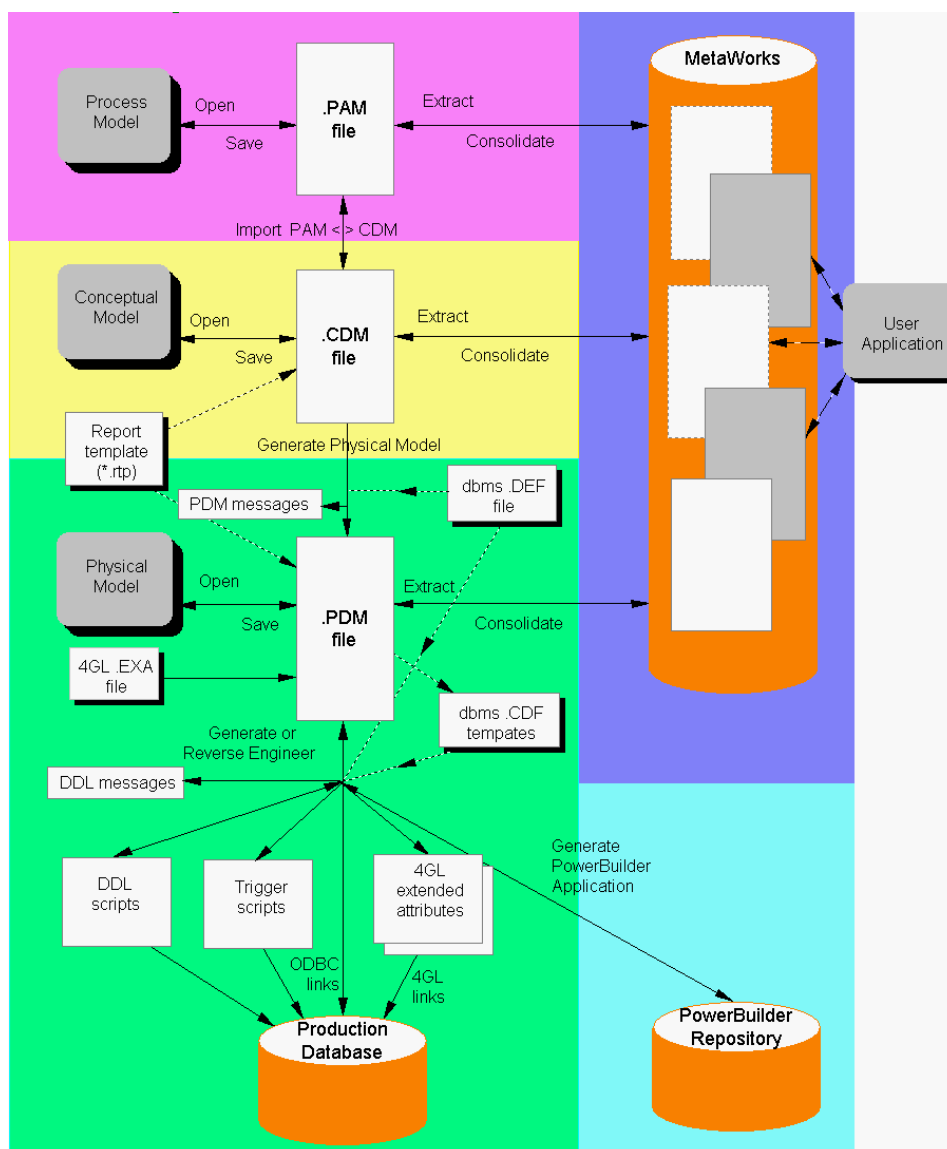 MetaWorks
Process
Model
Open
Save
.PAM
file
Extract
Consolidate
Import PAM <-> CDM
Conceptual
Model
Open
Save
.CDM
file
Extract
Consolidate
User
Application
Report
template
(*.rtp)
Generate Physical Model
PDM messages
dbms .DEF
file
Physical
Model
Open
Save
.PDM
file
Extract
Consolidate
4GL .EXA
file
dbms .CDF
tempates
Generate or
Reverse Engineer
DDL messages
DDL
scripts
Trigger
scripts
4GL
extended
attributes
Generate
PowerBuilder
Application
ODBC
links
4GL
links
Production
Database
PowerBuilder
Repository